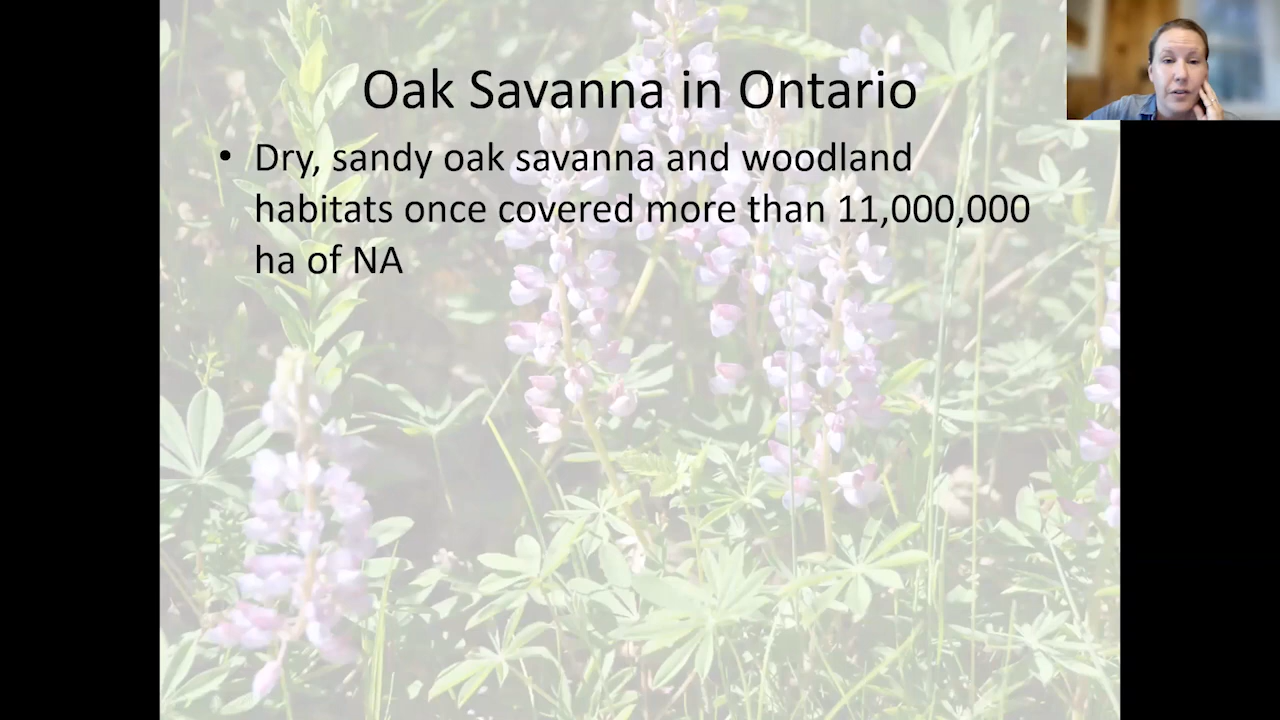 Oak Savanna in Ontario
• Dry, sandy oak savanna and woodland
habitats once covered more than 11,000,000
ha of NA